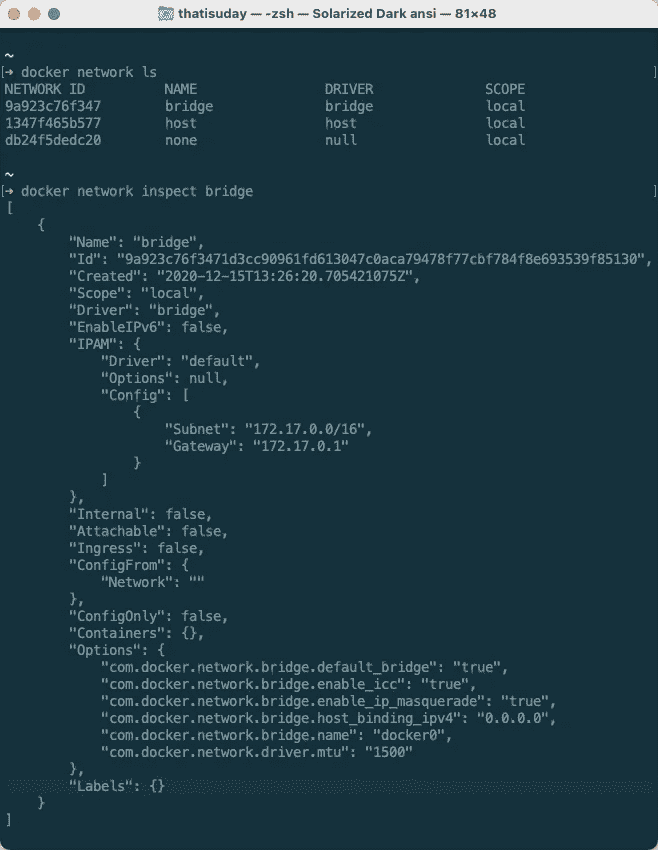 thatisuday — -zsh — Solarized Dark ansi — 81×48
~
[➜ docker network ls ]
NETWORK ID NAME DRIVER SCOPE
9a923c76f347 bridge bridge local
1347f465b577 host host local
db24f5dedc20 none null local
~
[➜ docker network inspect bridge ]
[
    {
        "Name": "bridge",
        "Id": "9a923c76f3471d3cc90961fd613047c0aca79478f77cbf784f8e693539f85130",
        "Created": "2020-12-15T13:26:20.705421075Z",
        "Scope": "local",
        "Driver": "bridge",
        "EnableIPv6": false,
        "IPAM": {
            "Driver": "default",
            "Options": null,
            "Config": [
                {
                    "Subnet": "172.17.0.0/16",
                    "Gateway": "172.17.0.1"
                }
            ]
        },
        "Internal": false,
        "Attachable": false,
        "Ingress": false,
        "ConfigFrom": {
            "Network": ""
        },
        "ConfigOnly": false,
        "Containers": {},
        "Options": {
            "com.docker.network.bridge.default_bridge": "true",
            "com.docker.network.bridge.enable_icc": "true",
            "com.docker.network.bridge.enable_ip_masquerade": "true",
            "com.docker.network.bridge.host_binding_ipv4": "0.0.0.0",
            "com.docker.network.bridge.name": "docker0",
            "com.docker.network.driver.mtu": "1500"
        },
        "Labels": {}
    }
]